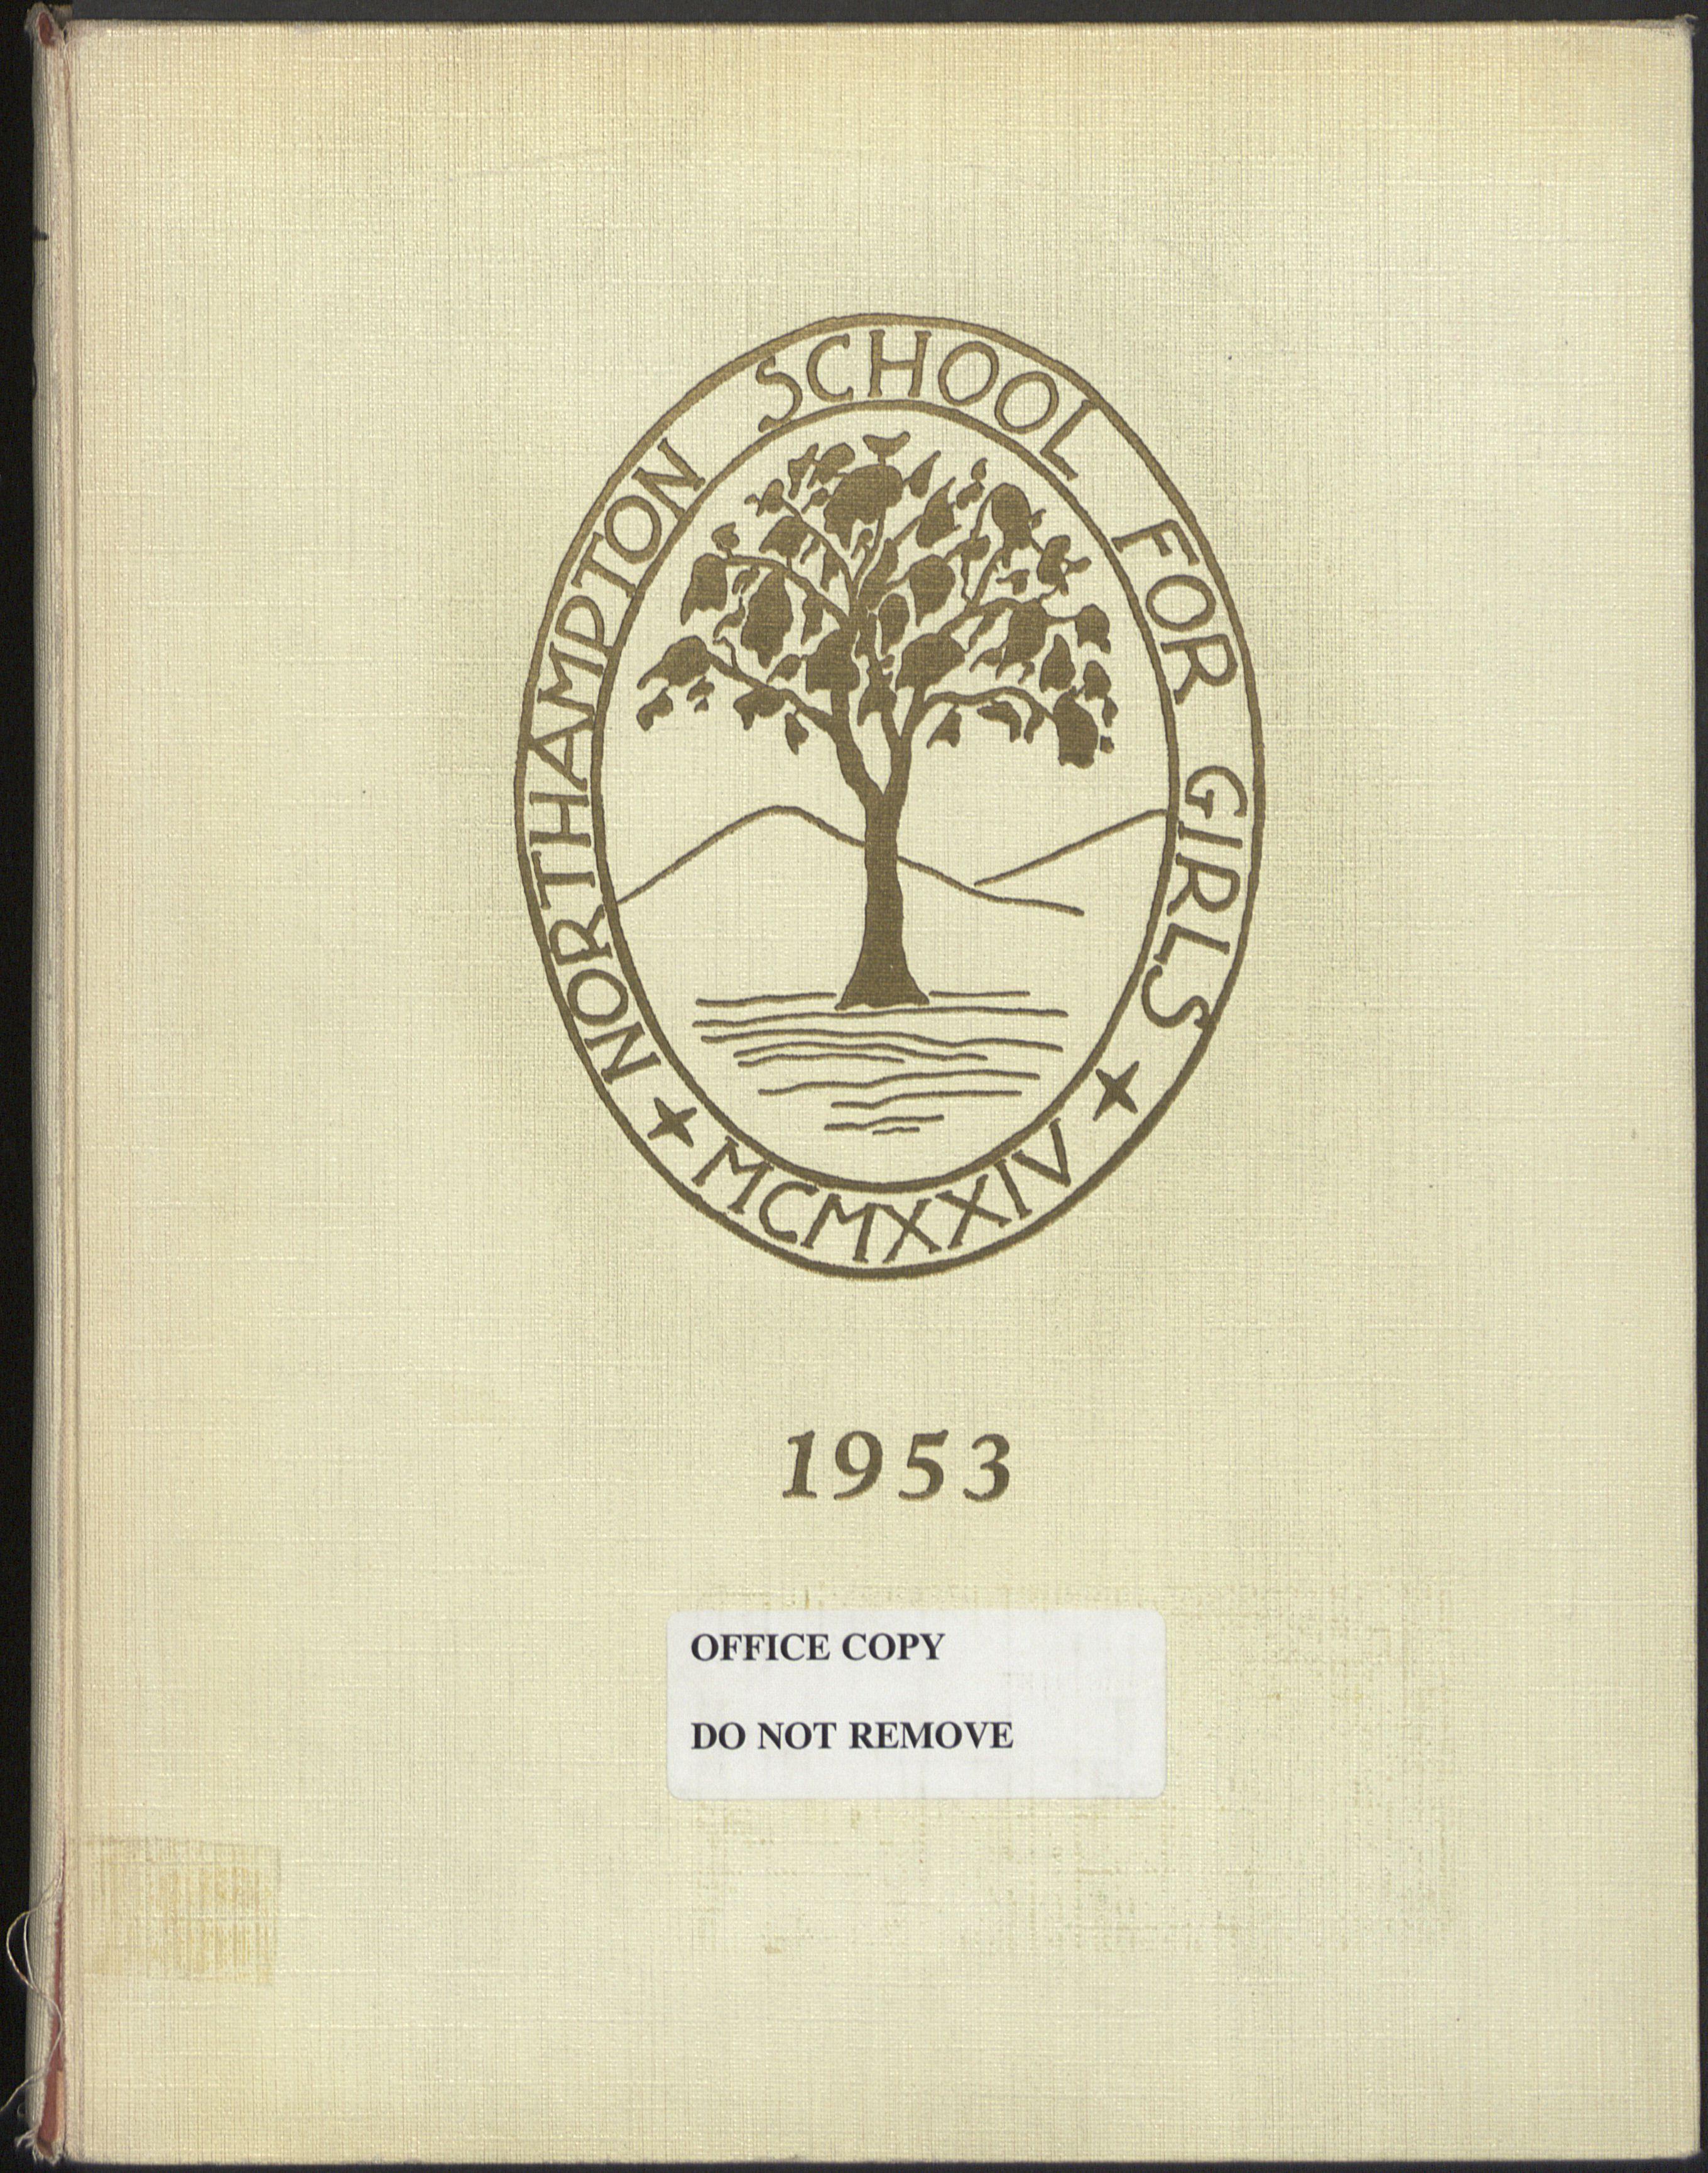 NORTHAMPTON SCHOOL FOR GIRLS
MCMXXIV
1953
OFFICE COPY
DO NOT REMOVE